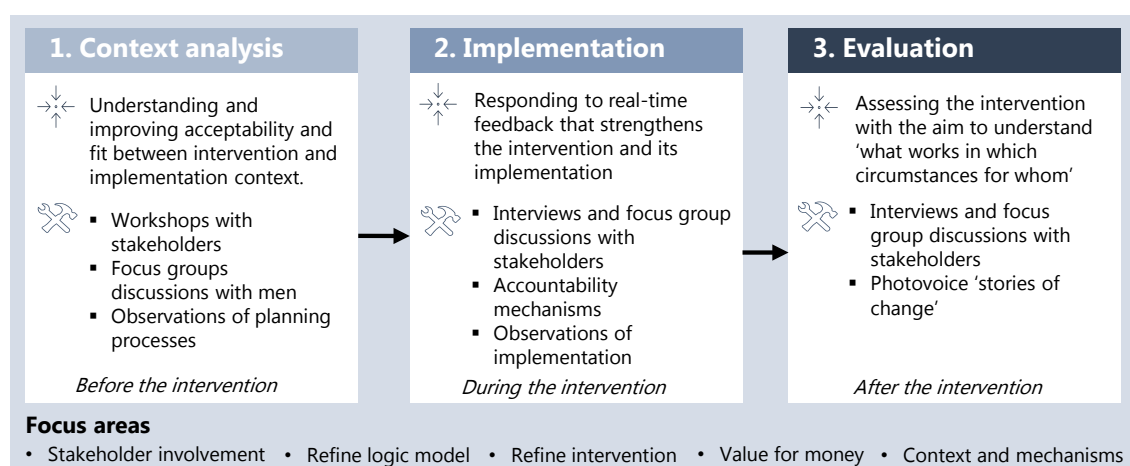 1. Context analysis
Understanding and
improving acceptability and
fit between intervention and
implementation context.
▪ Workshops with
stakeholders
▪ Focus groups
discussions with men
▪ Observations of planning
processes
Before the intervention
2. Implementation
Responding to real-time
feedback that strengthens
the intervention and its
implementation
▪ Interviews and focus group
discussions with
stakeholders
▪ Accountability
mechanisms
▪ Observations of
implementation
During the intervention
3. Evaluation
Assessing the intervention
with the aim to understand
‘what works in which
circumstances for whom’
▪ Interviews and focus
group discussions with
stakeholders
▪ Photovoice ‘stories of
change’
After the intervention
Focus areas
• Stakeholder involvement • Refine logic model • Refine intervention • Value for money • Context and mechanisms